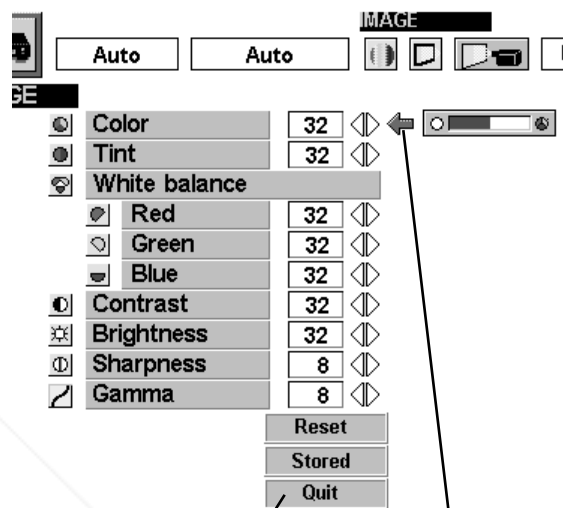 IMAGE
Auto Auto
GE
Color 32
Tint 32
White balance
Red 32
Green 32
Blue 32
Contrast 32
Brightness 32
Sharpness 8
Gamma 8
Reset
Stored
Quit